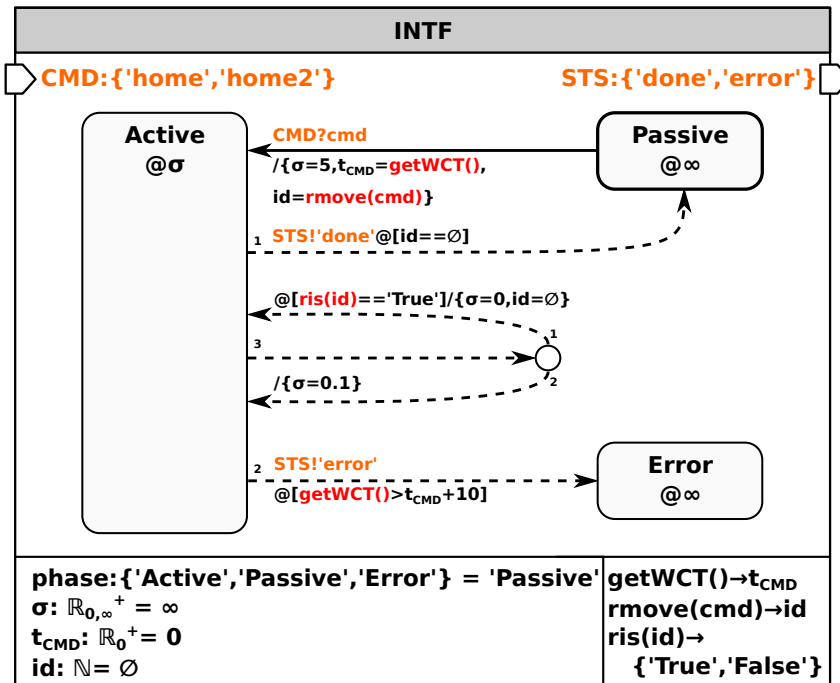 INTF
CMD:{'home','home2'}
STS:{'done','error'}
Active
@σ
Passive
@∞
CMD?cmd
/{σ=5,tCMD=getWCT(),
id=rmove(cmd)}
1 STS!'done'@[id==∅]
@[ris(id)=='True']/{σ=0,id=∅}
1
3
2
/{σ=0.1}
2 STS!'error'
@[getWCT()>tCMD+10]
Error
@∞
phase:{'Active','Passive','Error'} = 'Passive'
σ: ℝ0,∞+ = ∞
tCMD: ℝ0+= 0
id: ℕ= ∅
getWCT()→tCMD
rmove(cmd)→id
ris(id)→
{'True','False'}